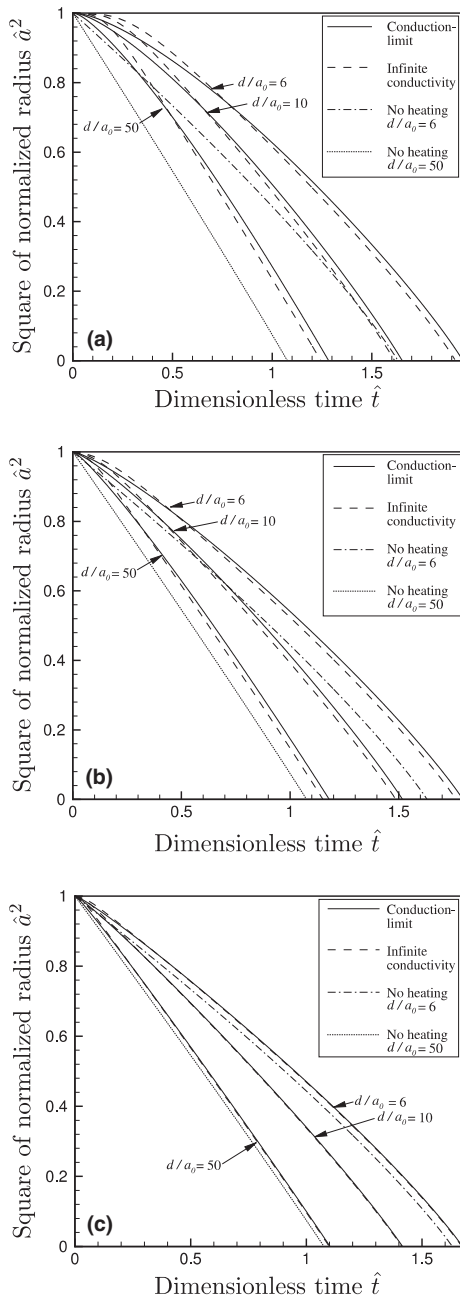 Square of normalized radius â²
1
0.8
0.6
0.4
0.2
0
d / a₀ = 6
d / a₀ = 10
d / a₀ = 50
Conduction-
limit
Infinite
conductivity
No heating
d / a₀ = 6
No heating
d / a₀ = 50
(a)
0.5
1
1.5
Dimensionless time t̂
Square of normalized radius â²
1
0.8
0.6
0.4
0.2
0
d / a₀ = 6
d / a₀ = 10
d / a₀ = 50
Conduction-
limit
Infinite
conductivity
No heating
d / a₀ = 6
No heating
d / a₀ = 50
(b)
0
0.5
1
1.5
Dimensionless time t̂
Square of normalized radius â²
1
0.8
0.6
0.4
0.2
0
Conduction-
limit
Infinite
conductivity
No heating
d / a₀ = 6
No heating
d / a₀ = 50
d / a₀ = 6
d / a₀ = 10
d / a₀ = 50
(c)
0
0.5
1
1.5
Dimensionless time t̂